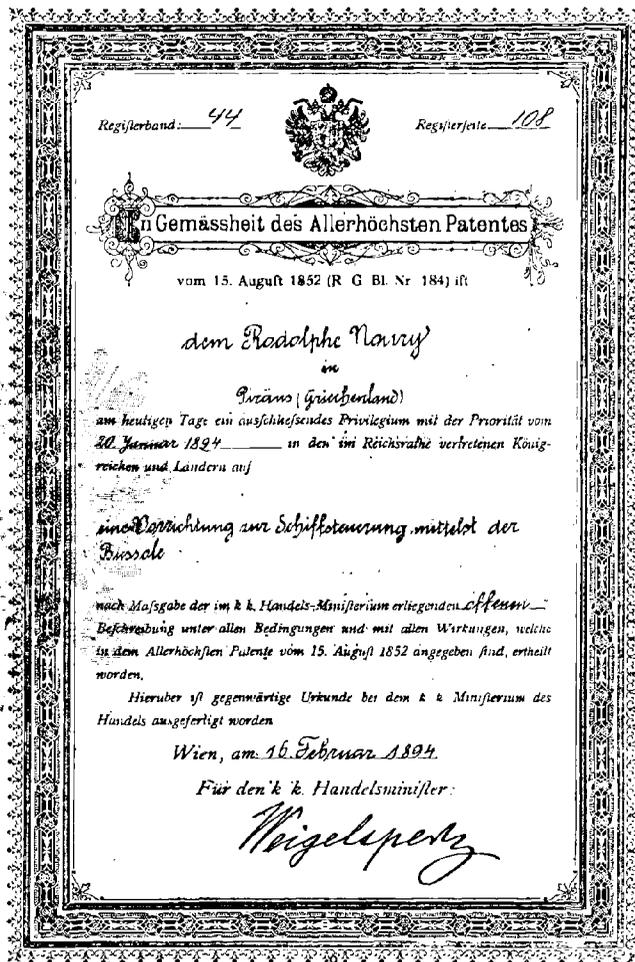 Regiſterband: 44
Regiſterſeite 108
In Gemässheit des Allerhöchsten Patentes
vom 15. Auguſt 1852 (R G Bl. Nr 184) iſt
dem Rodolphe
in
Piräus (Griechenland)
am heutigen Tage ein ausſchlieſsendes Privilegium mit der Priorität vom
20. Januar 1894 in den im Reichsrathe vertretenen König-
reichen und Ländern auf
eine Vorrichtung zur Schiffsteuerung mittelst der
Bussole
nach Maſsgabe der im k k. Handels-Miniſterium erliegenden offenen
Beſchreibung unter allen Bedingungen und mit allen Wirkungen, welche
in dem Allerhöchſten Patente vom 15. Auguſt 1852 angegeben ſind, ertheilt
worden.
Hieruber iſt gegenwärtige Urkunde bei dem k k Miniſterium des
Handels ausgefertigt worden
Wien, am 16. Februar 1894.
Für den k k. Handelsminiſter: